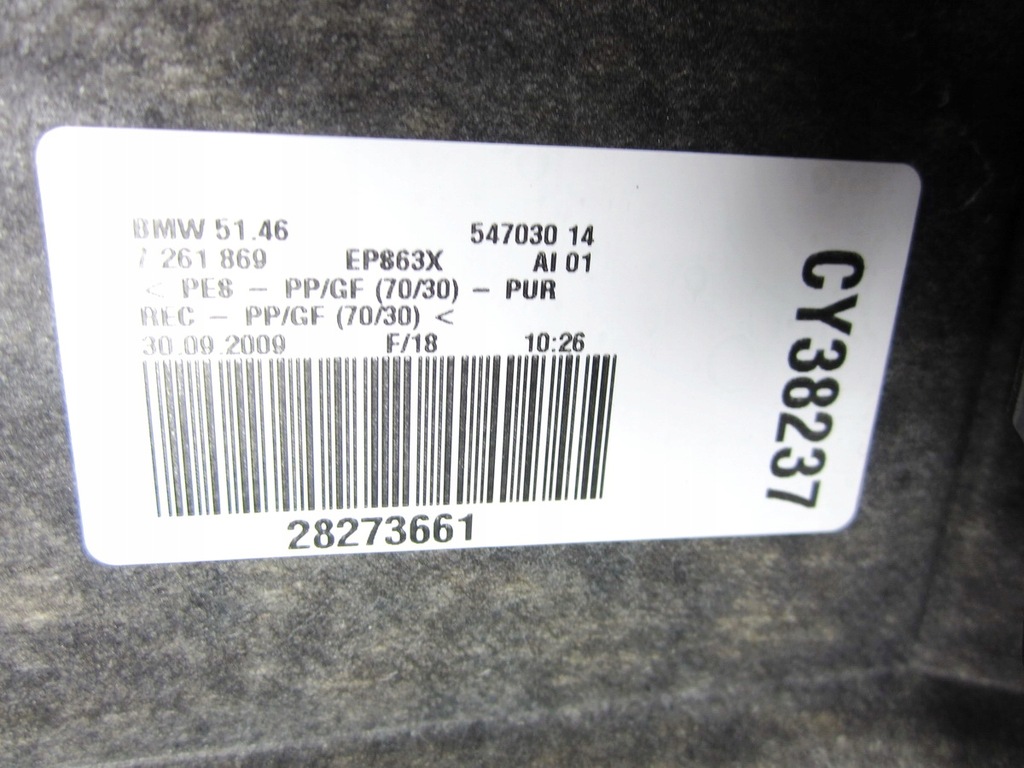 BMW 51.46 547030 14
7 261 869 EP863X AI 01
< PES - PP/GF (70/30) - PUR
REC - PP/GF (70/30) <
30.09.2009 F/18 10:26
28273661
CY38237